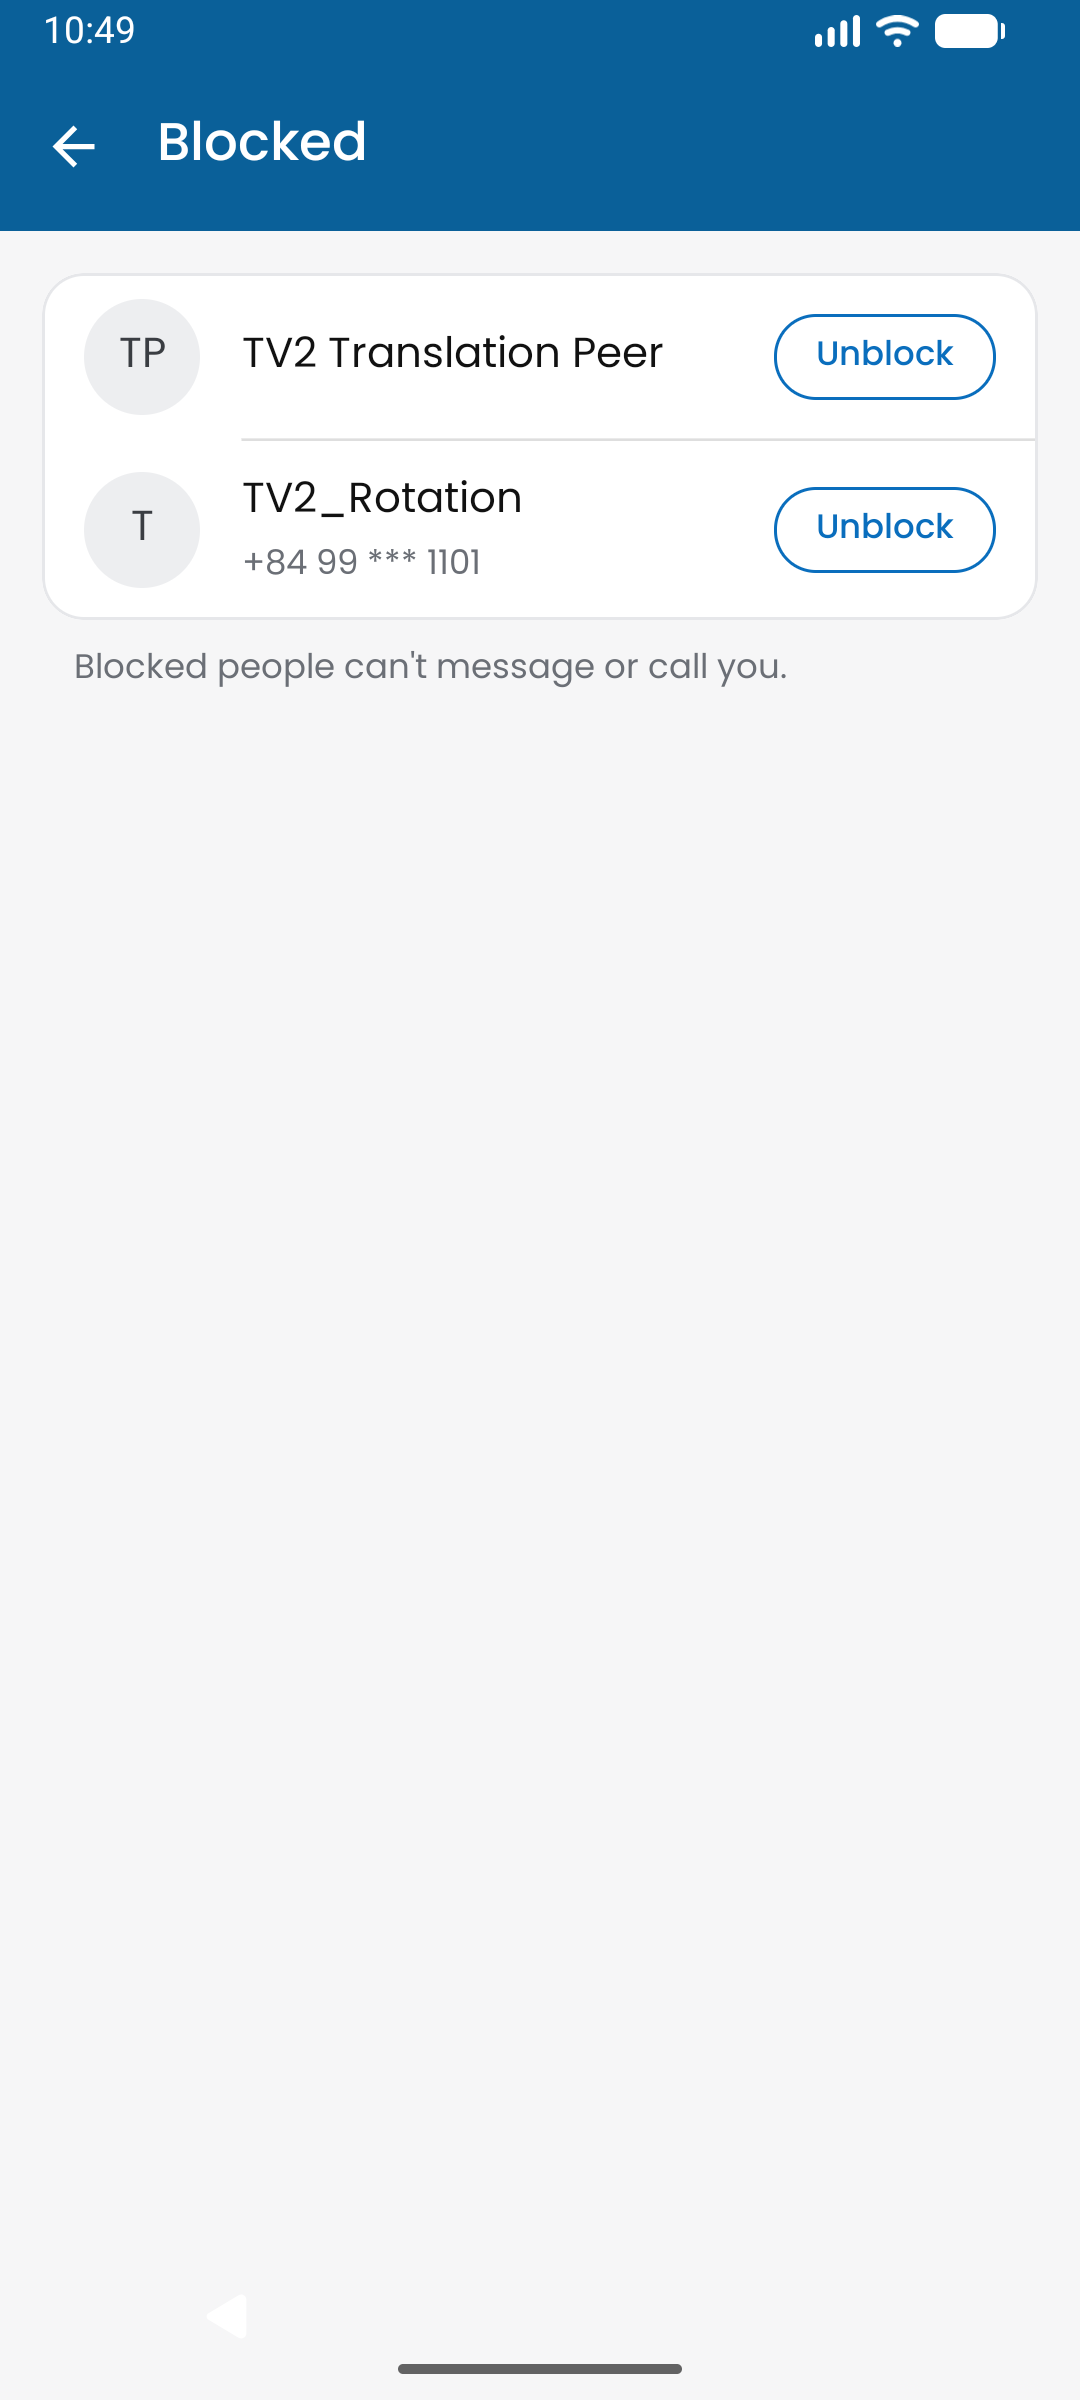 10:49
Blocked
TP
TV2 Translation Peer
Unblock
T
TV2_Rotation
+84 99 *** 1101
Unblock
Blocked people can't message or call you.